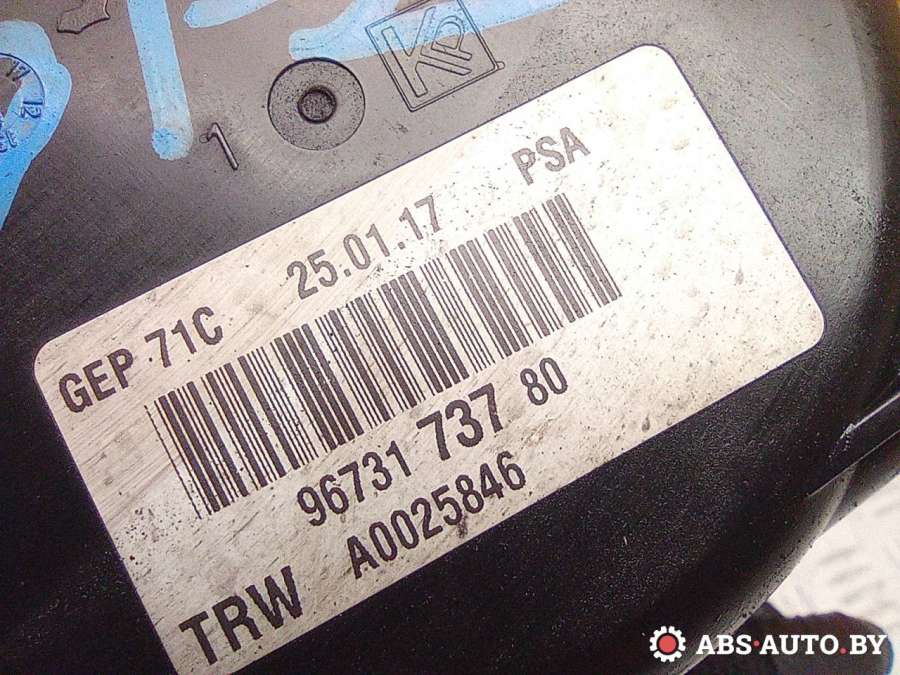 KP
1
GEP 71C 25.01.17 PSA
96731 737 80
A0025846
TRW
ABS-AUTO.BY